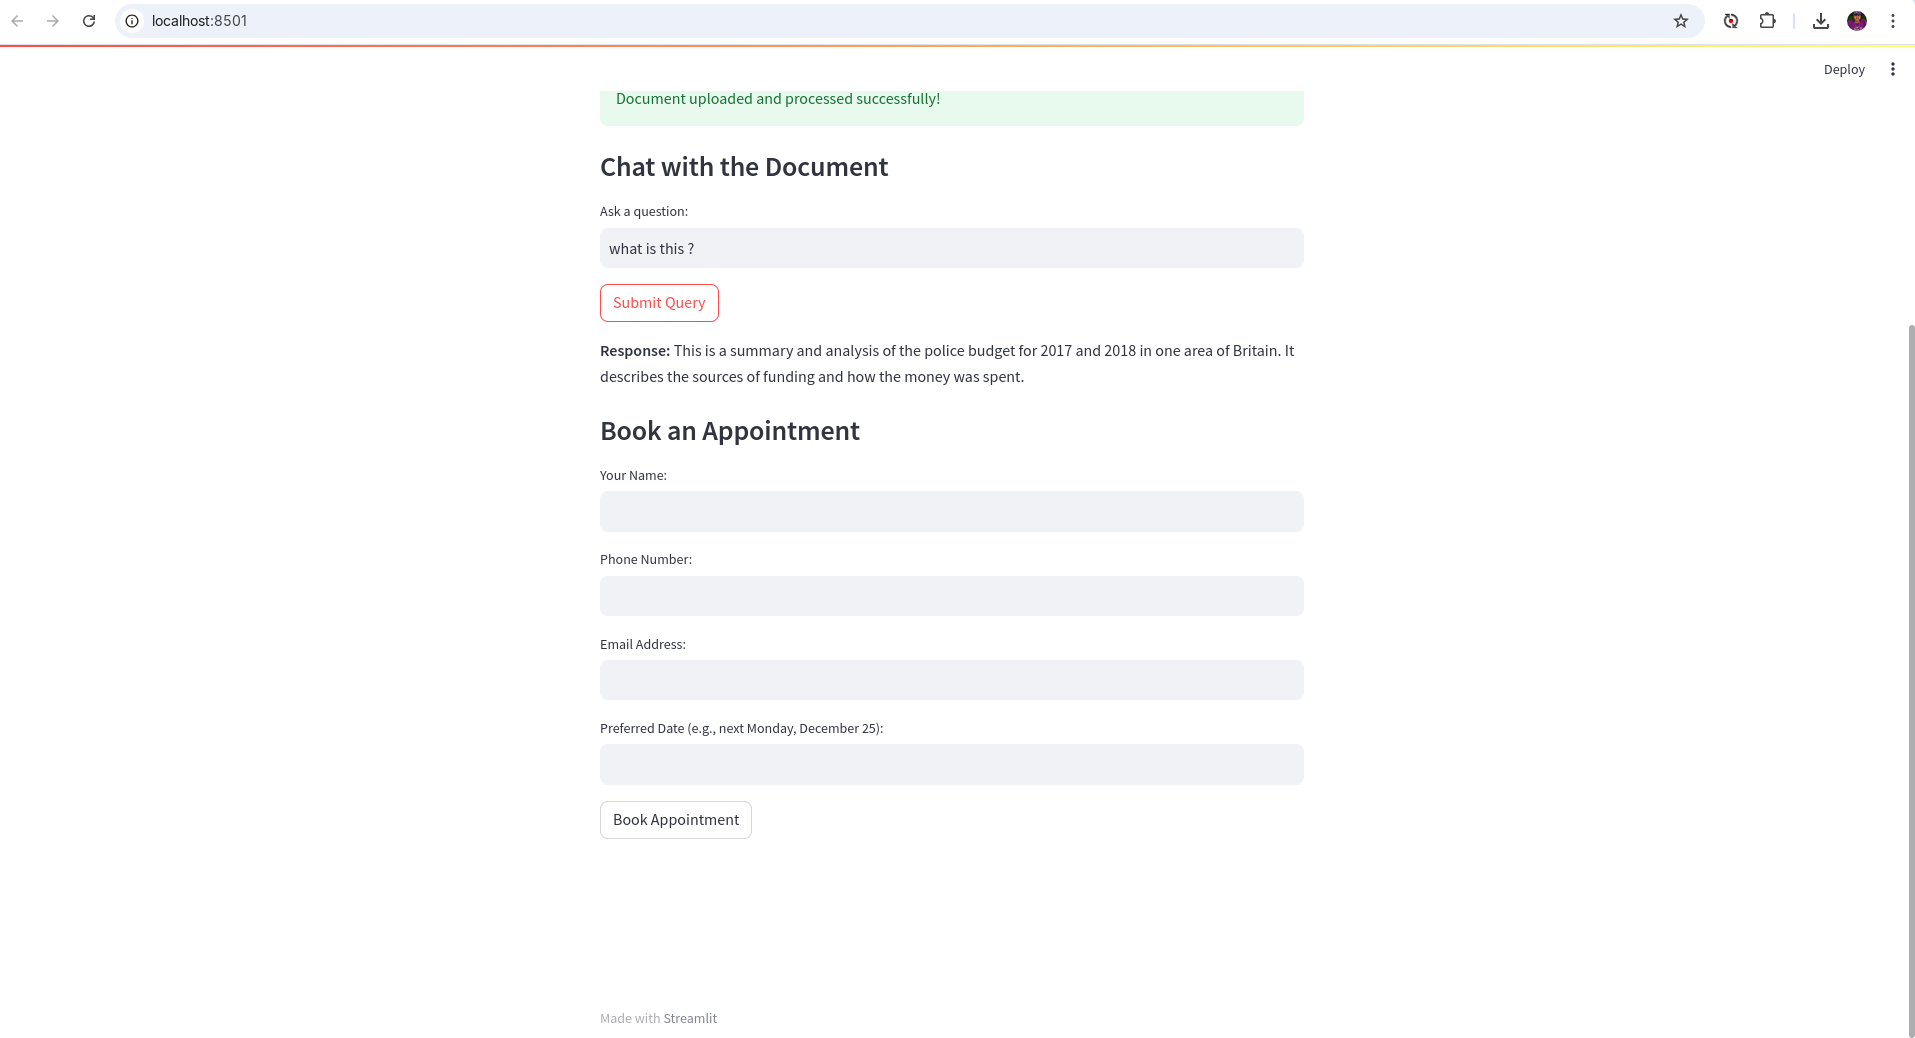 localhost:8501
Deploy
Document uploaded and processed successfully!
Chat with the Document
Ask a question:
what is this ?
Submit Query
Response: This is a summary and analysis of the police budget for 2017 and 2018 in one area of Britain. It
describes the sources of funding and how the money was spent.
Book an Appointment
Your Name:
Phone Number:
Email Address:
Preferred Date (e.g., next Monday, December 25):
Book Appointment
Made with Streamlit